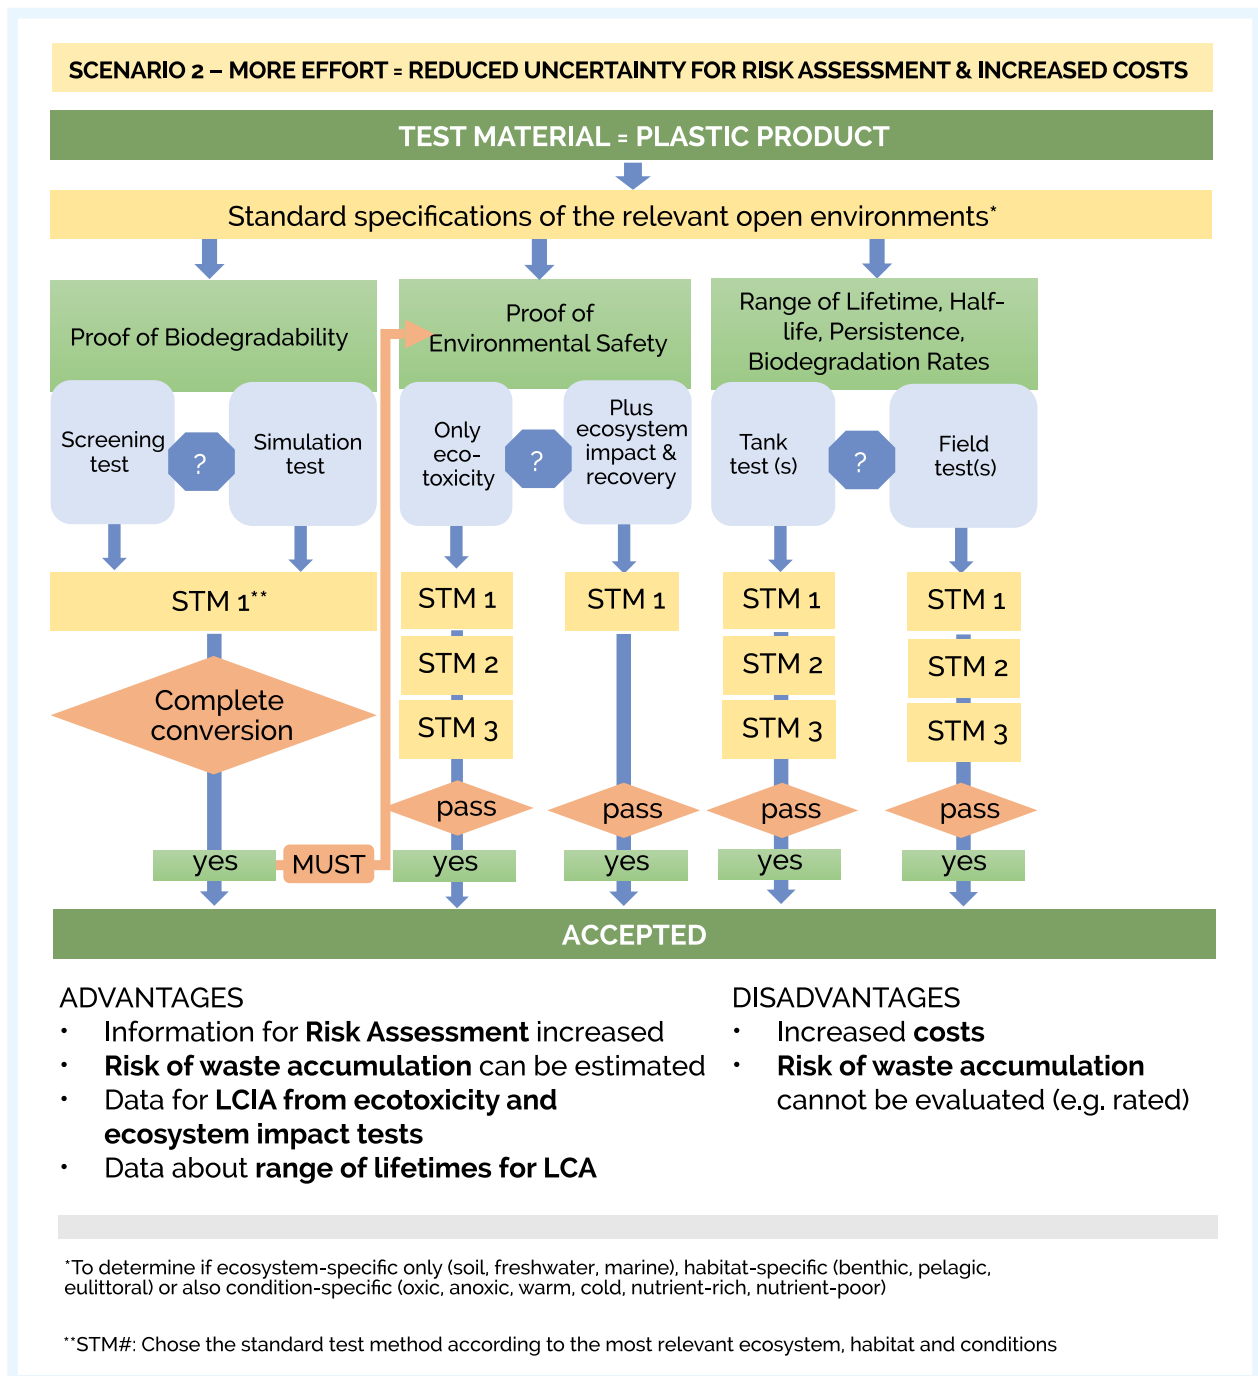 SCENARIO 2 – MORE EFFORT = REDUCED UNCERTAINTY FOR RISK ASSESSMENT & INCREASED COSTS
TEST MATERIAL = PLASTIC PRODUCT
Standard specifications of the relevant open environments*
Proof of Biodegradability
Proof of
Environmental Safety
Range of Lifetime, Half-
life, Persistence,
Biodegradation Rates
Screening
test
?
Simulation
test
Only
eco-
toxicity
?
Plus
ecosystem
impact &
recovery
Tank
test (s)
?
Field
test(s)
STM 1**
Complete
conversion
yes
MUST
STM 1
STM 2
STM 3
pass
yes
STM 1
pass
yes
STM 1
STM 2
STM 3
pass
yes
STM 1
STM 2
STM 3
pass
yes
ACCEPTED
ADVANTAGES
• Information for Risk Assessment increased
• Risk of waste accumulation can be estimated
• Data for LCIA from ecotoxicity and
ecosystem impact tests
• Data about range of lifetimes for LCA
DISADVANTAGES
• Increased costs
• Risk of waste accumulation
cannot be evaluated (e.g. rated)
*To determine if ecosystem-specific only (soil, freshwater, marine), habitat-specific (benthic, pelagic,
eulittoral) or also condition-specific (oxic, anoxic, warm, cold, nutrient-rich, nutrient-poor)
**STM#: Chose the standard test method according to the most relevant ecosystem, habitat and conditions